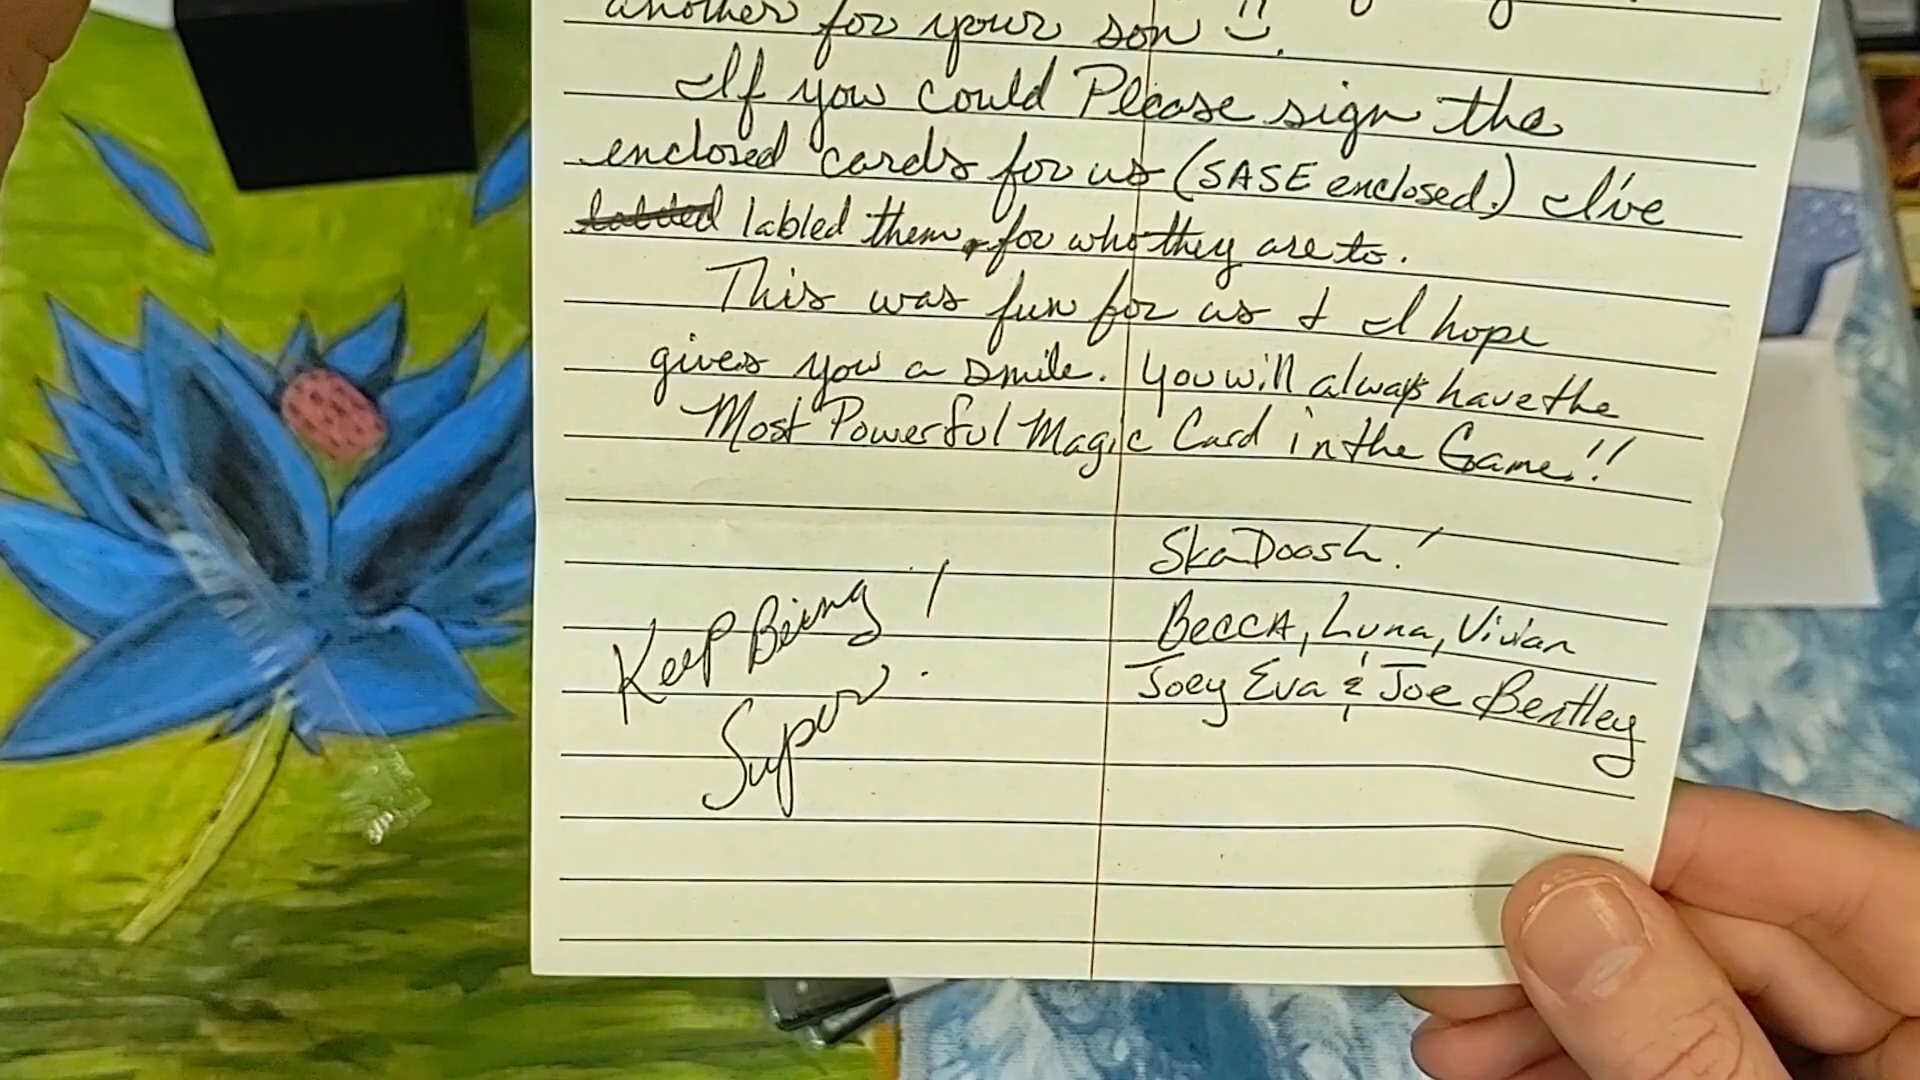 another for your son !!
If you could Please sign the
enclosed cards for us (SASE enclosed.) I've
labled them for who they are to.
This was fun for us & I hope
gives you a smile. You will always have the
Most Powerful Magic Card in the Game!!
SkaDoosh!
Keep Being
Super!
Becca, Luna, Vivian
Joey Eva & Joe Bentley